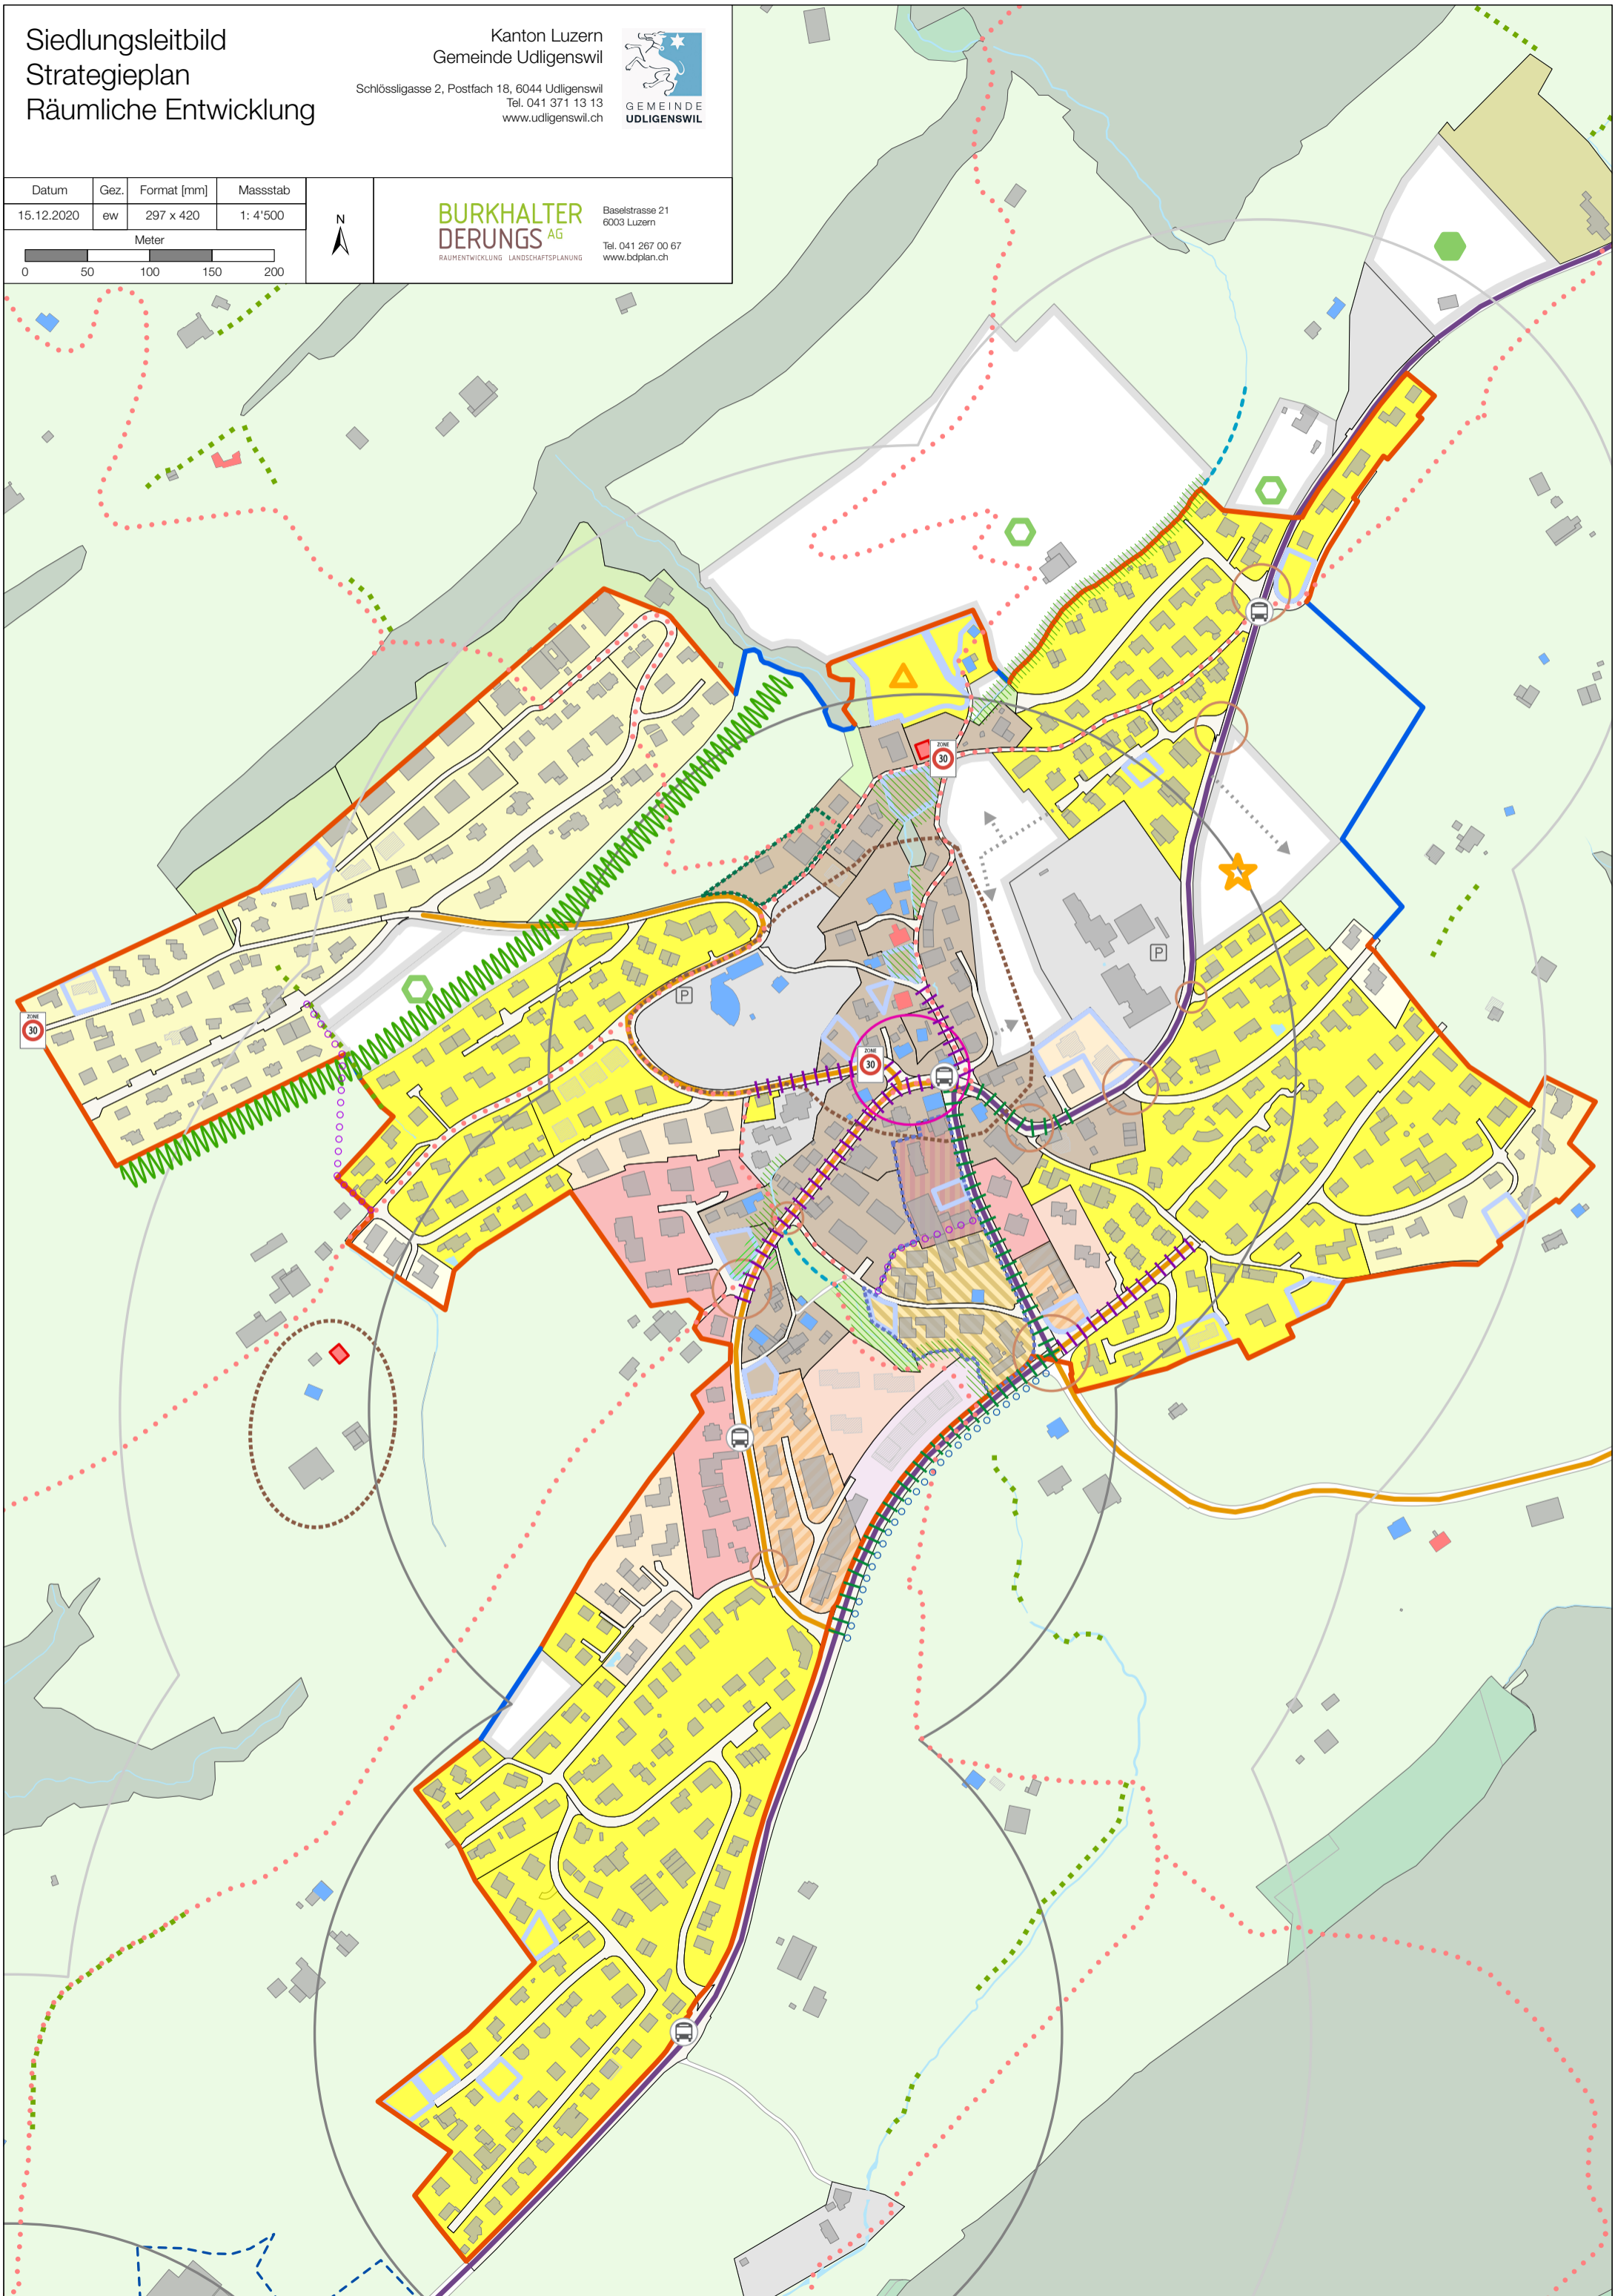 Siedlungsleitbild
Strategieplan
Räumliche Entwicklung
Kanton Luzern
Gemeinde Udligenswil
Schlössligasse 2, Postfach 18, 6044 Udligenswil
Tel. 041 371 13 13
www.udligenswil.ch
GEMEINDE
UDLIGENSWIL
Datum Gez. Format [mm] Massstab
15.12.2020 ew 297 x 420 1: 4'500
Meter
0 50 100 150 200
N
BURKHALTER
DERUNGS AG
RAUMENTWICKLUNG LANDSCHAFTSPLANUNG
Baselstrasse 21
6003 Luzern
Tel. 041 267 00 67
www.bdplan.ch
ZONE
30
P
P
ZONE
30
ZONE
30